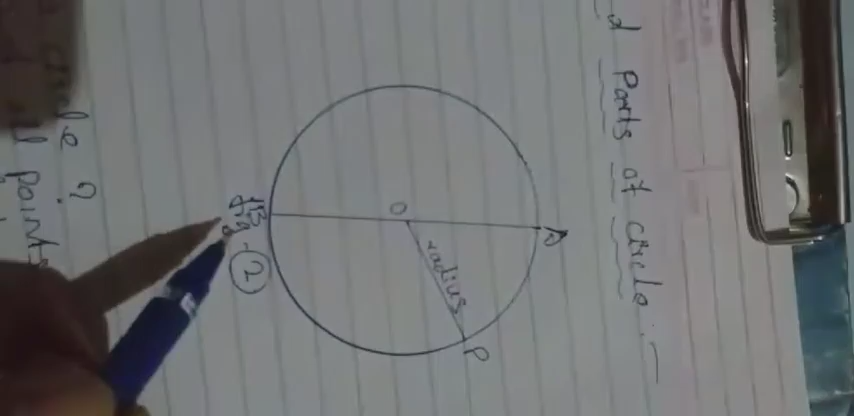 d Parts of circle :-
A
O
radius
P
B
fig - 2
le ?
points